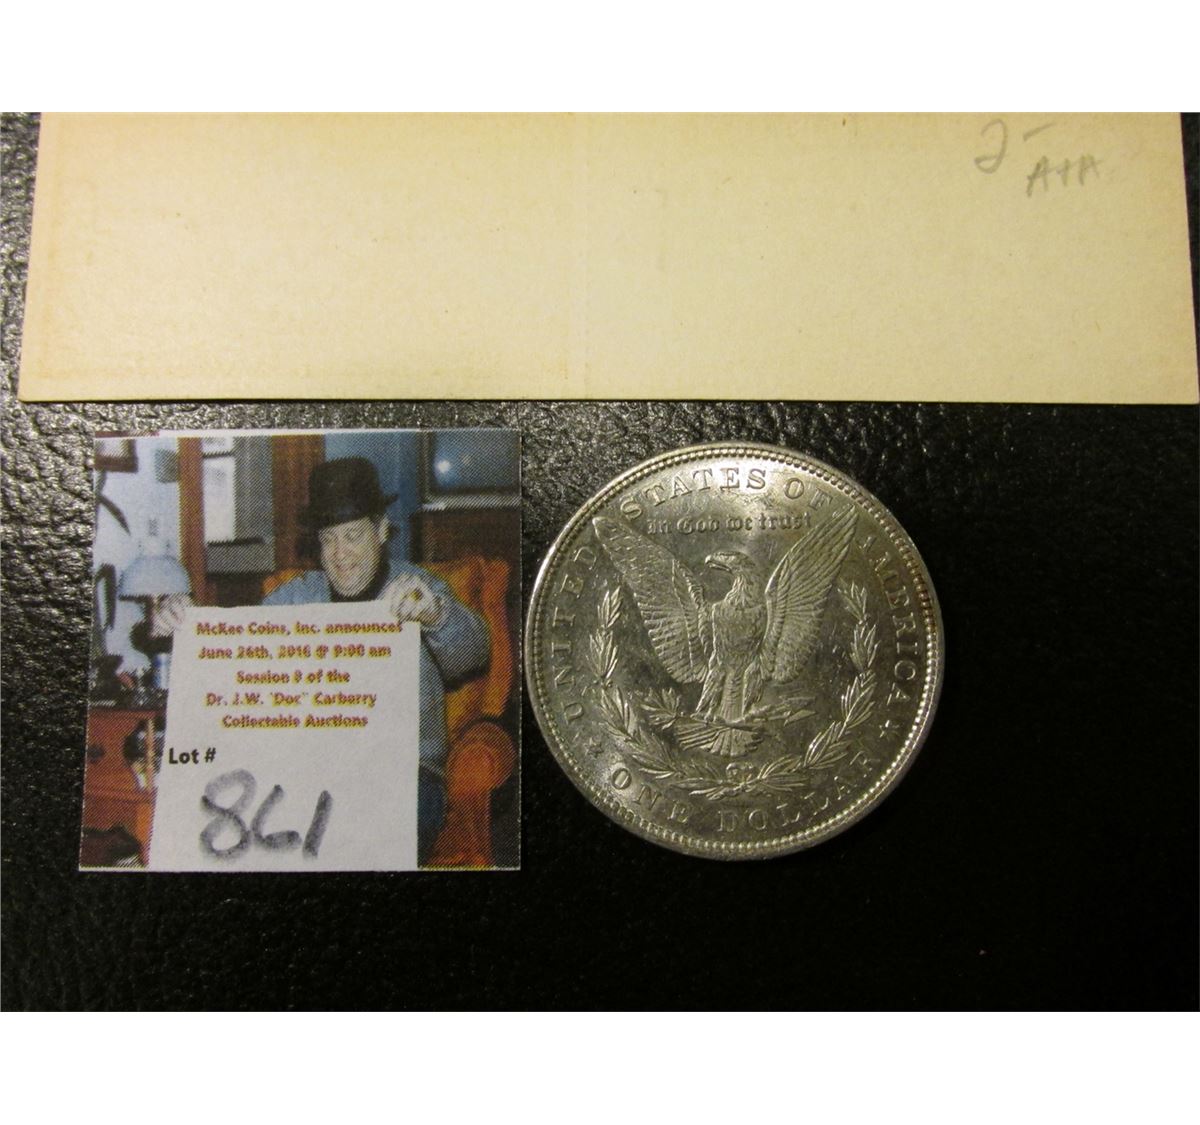 2-
A+A
McKee Coins, Inc. announces
June 26th, 2016 @ 9:00 am
Session 8 of the
Dr. J.W. "Doc" Carberry
Collectable Auctions
Lot #
861
UNITED STATES OF AMERICA
In God we trust
ONE DOLLAR